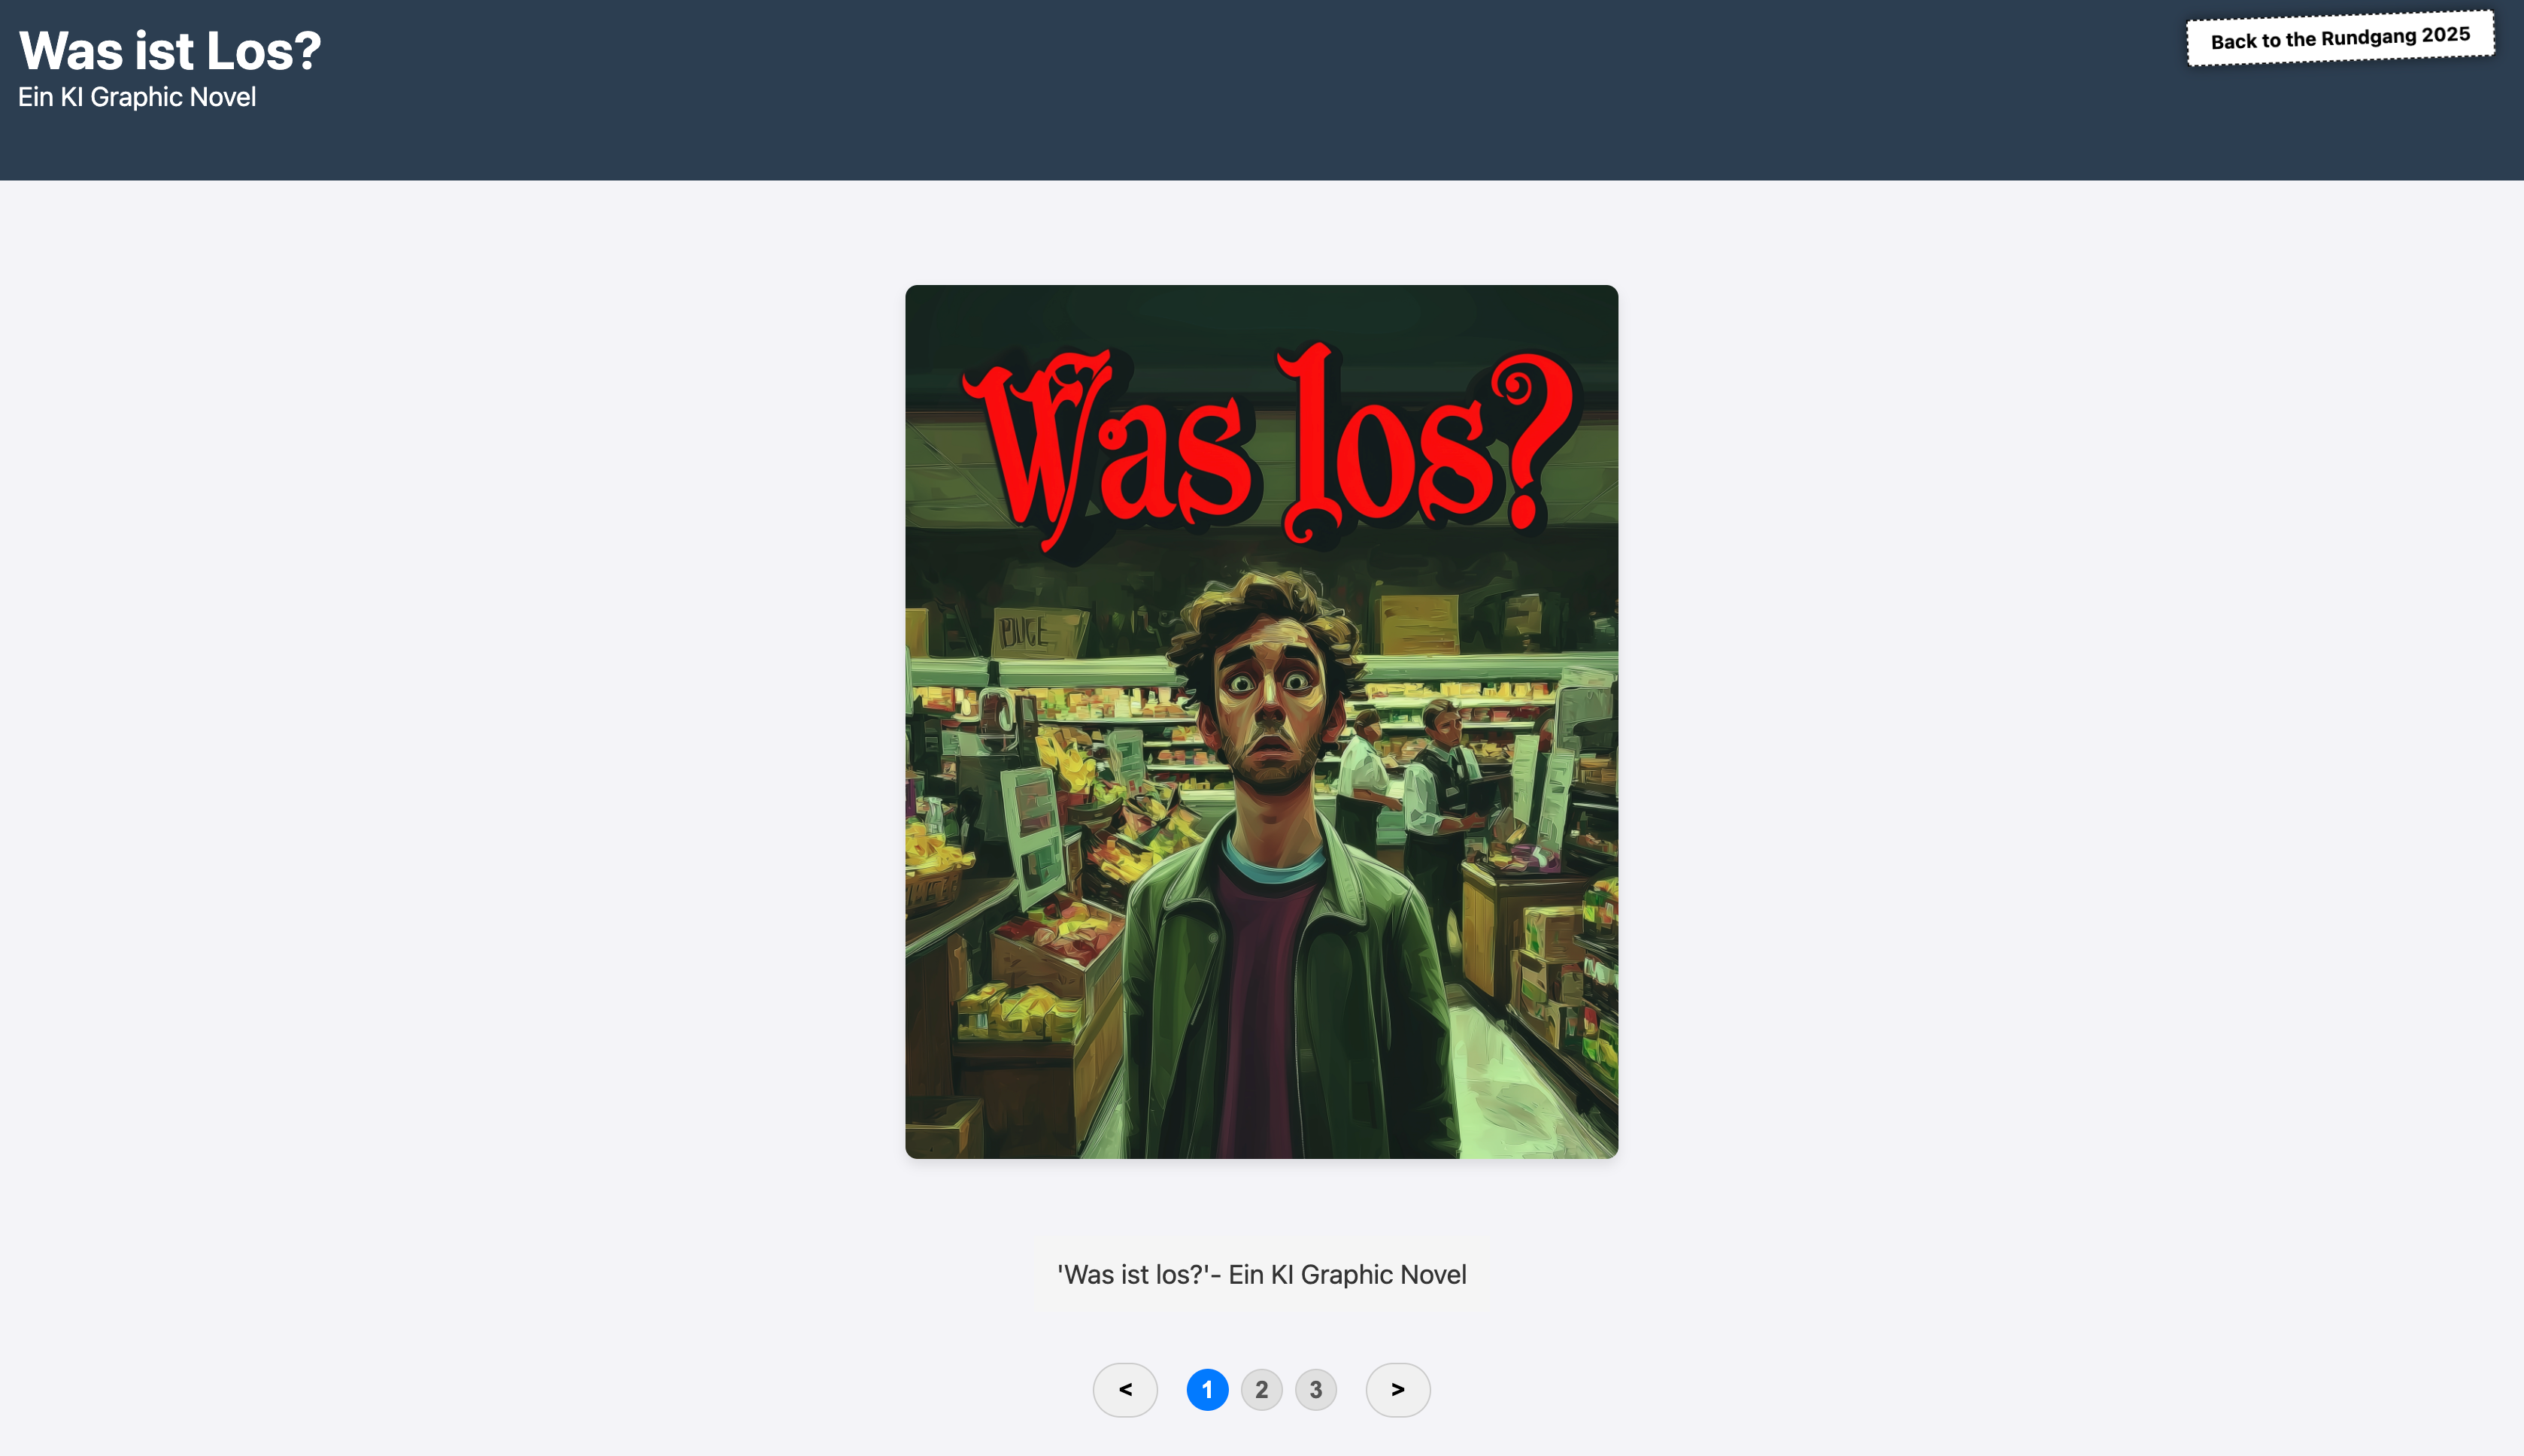 Was ist Los?
Ein KI Graphic Novel
Back to the Rundgang 2025
Was los?
'Was ist los?'- Ein KI Graphic Novel
< 1 2 3 >